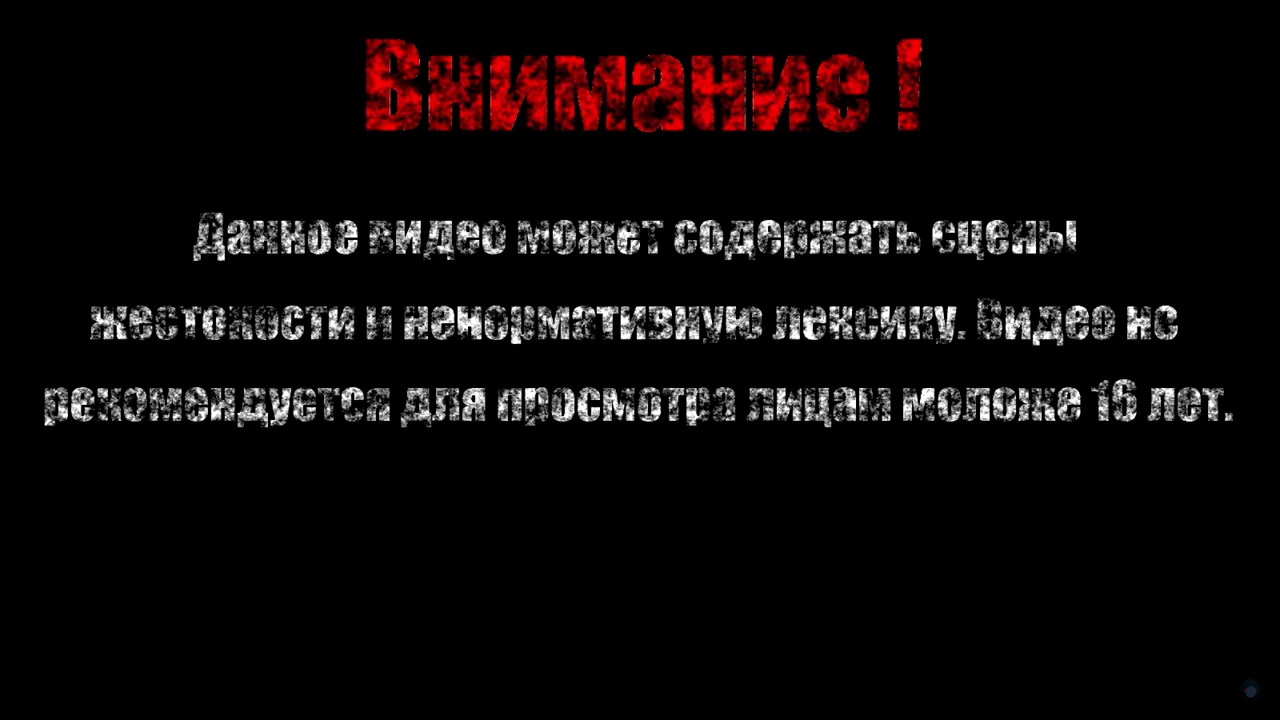 Внимание !
Данное видео может содержать сцены
жестокости и ненормативную лексику. Видео не
рекомендуется для просмотра лицам моложе 16 лет.